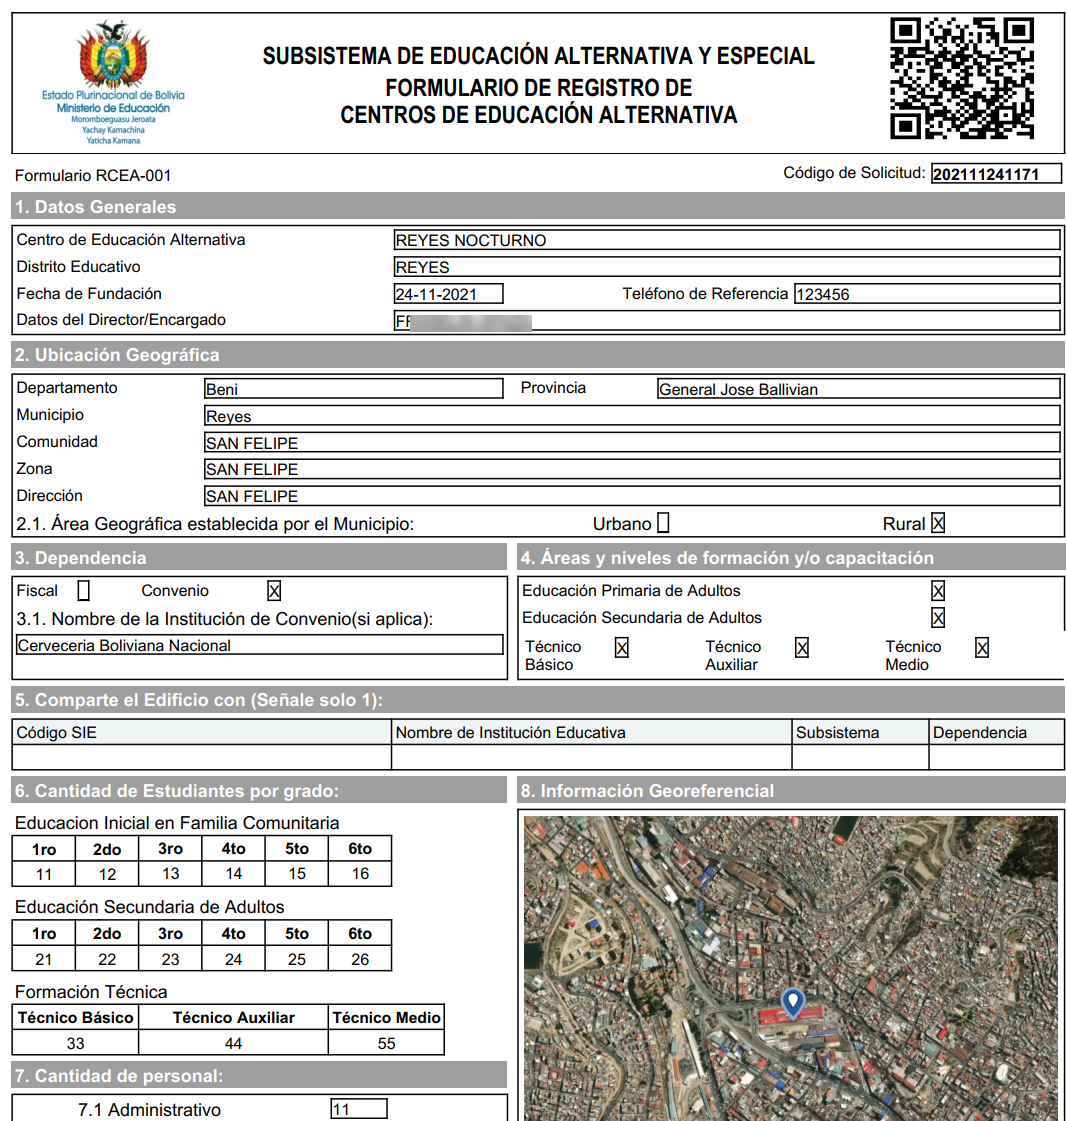 Estado Plurinacional de Bolivia
Ministerio de Educación
Moromboeguasu Jeroata
Yachay Kamachina
Yaticha Kamana
SUBSISTEMA DE EDUCACIÓN ALTERNATIVA Y ESPECIAL
FORMULARIO DE REGISTRO DE
CENTROS DE EDUCACIÓN ALTERNATIVA
Formulario RCEA-001
Código de Solicitud: 202111241171
1. Datos Generales
Centro de Educación Alternativa REYES NOCTURNO
Distrito Educativo REYES
Fecha de Fundación 24-11-2021 Teléfono de Referencia 123456
Datos del Director/Encargado
2. Ubicación Geográfica
Departamento Beni Provincia General Jose Ballivian
Municipio Reyes
Comunidad SAN FELIPE
Zona SAN FELIPE
Dirección SAN FELIPE
2.1. Área Geográfica establecida por el Municipio: Urbano Rural X
3. Dependencia
Fiscal Convenio X
3.1. Nombre de la Institución de Convenio(si aplica):
Cerveceria Boliviana Nacional
4. Áreas y niveles de formación y/o capacitación
Educación Primaria de Adultos X
Educación Secundaria de Adultos X
Técnico Básico X Técnico Auxiliar X Técnico Medio X
5. Comparte el Edificio con (Señale solo 1):
Código SIE Nombre de Institución Educativa Subsistema Dependencia
6. Cantidad de Estudiantes por grado:
Educacion Inicial en Familia Comunitaria
1ro 2do 3ro 4to 5to 6to
11 12 13 14 15 16
Educación Secundaria de Adultos
1ro 2do 3ro 4to 5to 6to
21 22 23 24 25 26
Formación Técnica
Técnico Básico Técnico Auxiliar Técnico Medio
33 44 55
7. Cantidad de personal:
7.1 Administrativo 11
8. Información Georeferencial